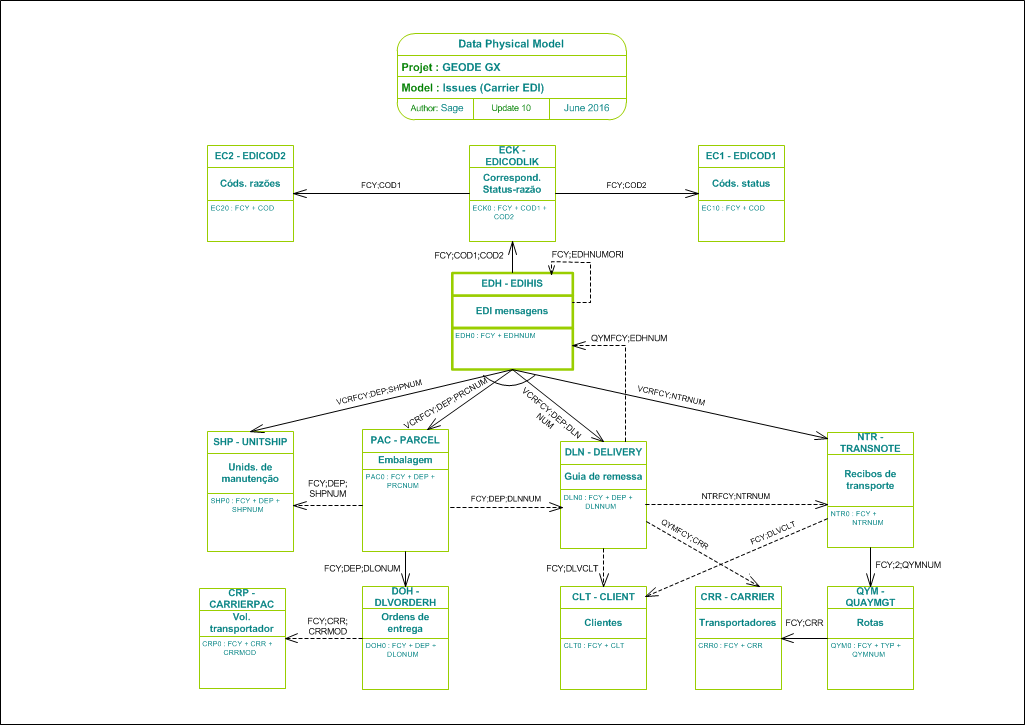 Data Physical Model
Projet : GEODE GX
Model : Issues (Carrier EDI)
Author: Sage
Update 10
June 2016
EC2 - EDICOD2
Códs. razões
EC20 : FCY + COD
FCY;COD1
ECK -
EDICODLIK
Correspond.
Status-razão
ECK0 : FCY + COD1 +
COD2
FCY;COD2
EC1 - EDICOD1
Códs. status
EC10 : FCY + COD
FCY;COD1;COD2
FCY;EDHNUMORI
EDH - EDIHIS
EDI mensagens
EDH0 : FCY + EDHNUM
QYMFCY;EDHNUM
VCRFCY;DEP;SHPNUM
VCRFCY;DEP;PRCNUM
VCRFCY;DEP;DLN
NUM
VCRFCY;NTRNUM
SHP - UNITSHIP
Unids. de
manutenção
SHP0 : FCY + DEP +
SHPNUM
FCY;DEP;
SHPNUM
PAC - PARCEL
Embalagem
PAC0 : FCY + DEP +
PRCNUM
FCY;DEP;DLNNUM
DLN - DELIVERY
Guia de remessa
DLN0 : FCY + DEP +
DLNNUM
NTRFCY;NTRNUM
NTR -
TRANSNOTE
Recibos de
transporte
NTR0 : FCY +
NTRNUM
QYMFCY;CRR
FCY;DLVCLT
FCY;DEP;DLONUM
FCY;DLVCLT
FCY;2;QYMNUM
CRP -
CARRIERPAC
Vol.
transportador
CRP0 : FCY + CRR +
CRRMOD
FCY;CRR;
CRRMOD
DOH -
DLVORDERH
Ordens de
entrega
DOH0 : FCY + DEP +
DLONUM
CLT - CLIENT
Clientes
CLT0 : FCY + CLT
CRR - CARRIER
Transportadores
CRR0 : FCY + CRR
FCY;CRR
QYM -
QUAYMGT
Rotas
QYM0 : FCY + TYP +
QYMNUM